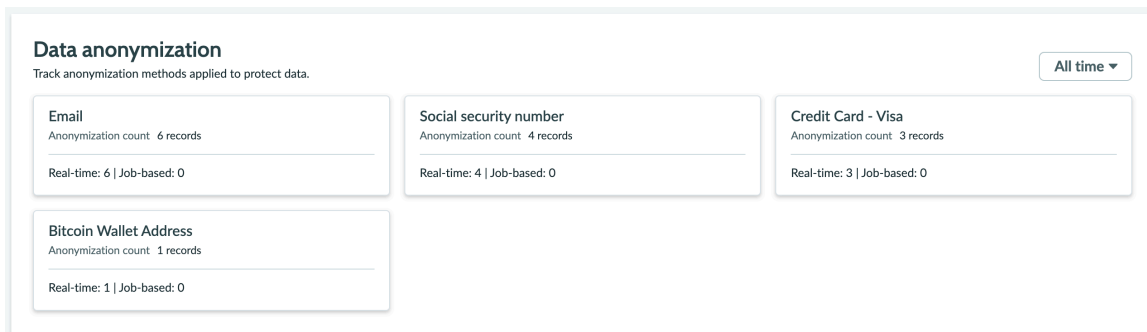 Data anonymization
Track anonymization methods applied to protect data.
All time
Email
Anonymization count 6 records
Real-time: 6 | Job-based: 0
Social security number
Anonymization count 4 records
Real-time: 4 | Job-based: 0
Credit Card - Visa
Anonymization count 3 records
Real-time: 3 | Job-based: 0
Bitcoin Wallet Address
Anonymization count 1 records
Real-time: 1 | Job-based: 0